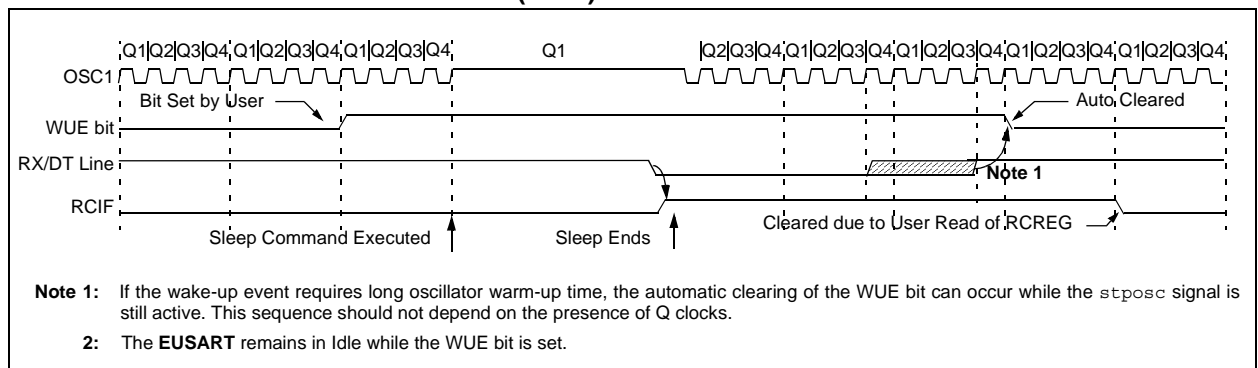 Q1|Q2|Q3|Q4|Q1|Q2|Q3|Q4|Q1|Q2|Q3|Q4 Q1 |Q2|Q3|Q4|Q1|Q2|Q3|Q4|Q1|Q2|Q3|Q4|Q1|Q2|Q3|Q4|Q1|Q2|Q3|Q4
OSC1
Bit Set by User Auto Cleared
WUE bit
RX/DT Line
Note 1
RCIF
Cleared due to User Read of RCREG
Sleep Command Executed Sleep Ends
Note 1: If the wake-up event requires long oscillator warm-up time, the automatic clearing of the WUE bit can occur while the stposc signal is
still active. This sequence should not depend on the presence of Q clocks.
2: The EUSART remains in Idle while the WUE bit is set.